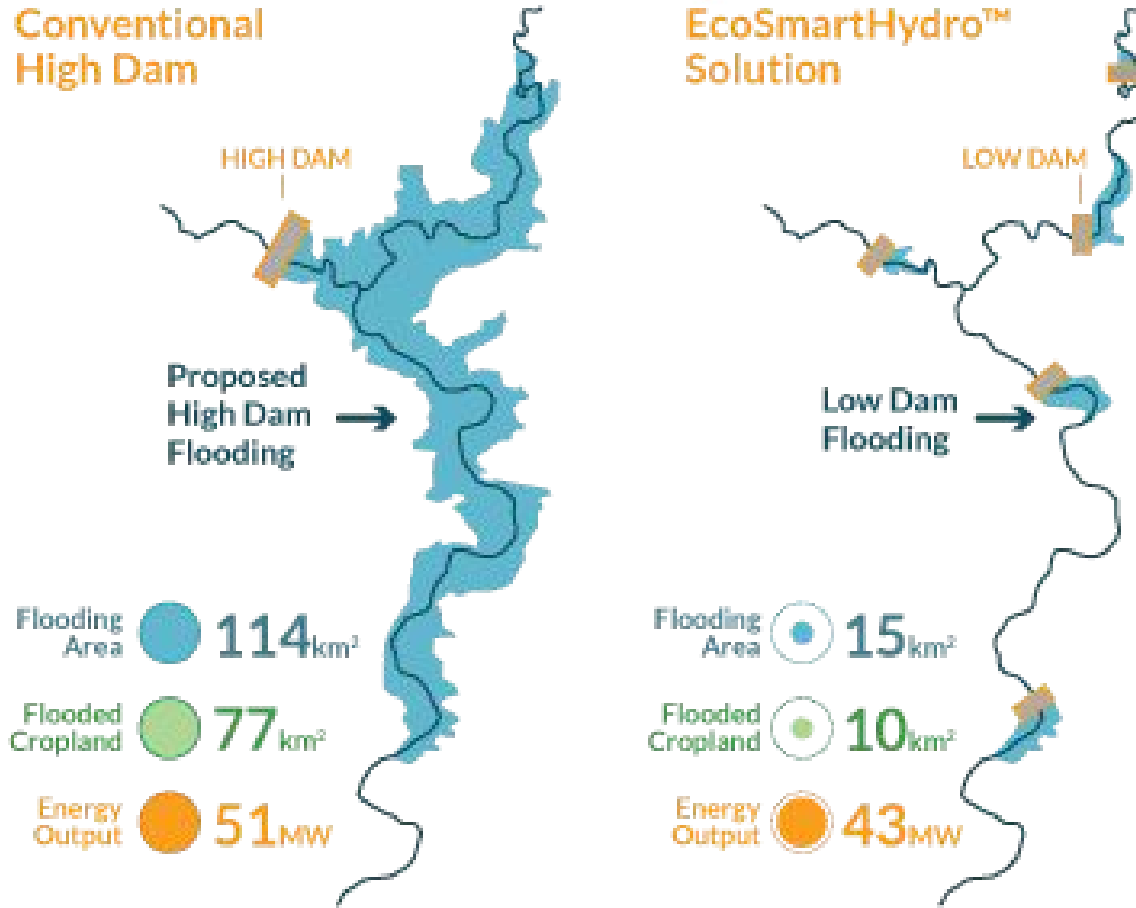 Conventional
High Dam
HIGH DAM
Proposed
High Dam
Flooding
Flooding
Area
114km²
Flooded
Cropland
77km²
Energy
Output
51MW
EcoSmartHydro™
Solution
LOW DAM
Low Dam
Flooding
Flooding
Area
15km²
Flooded
Cropland
10km²
Energy
Output
43MW